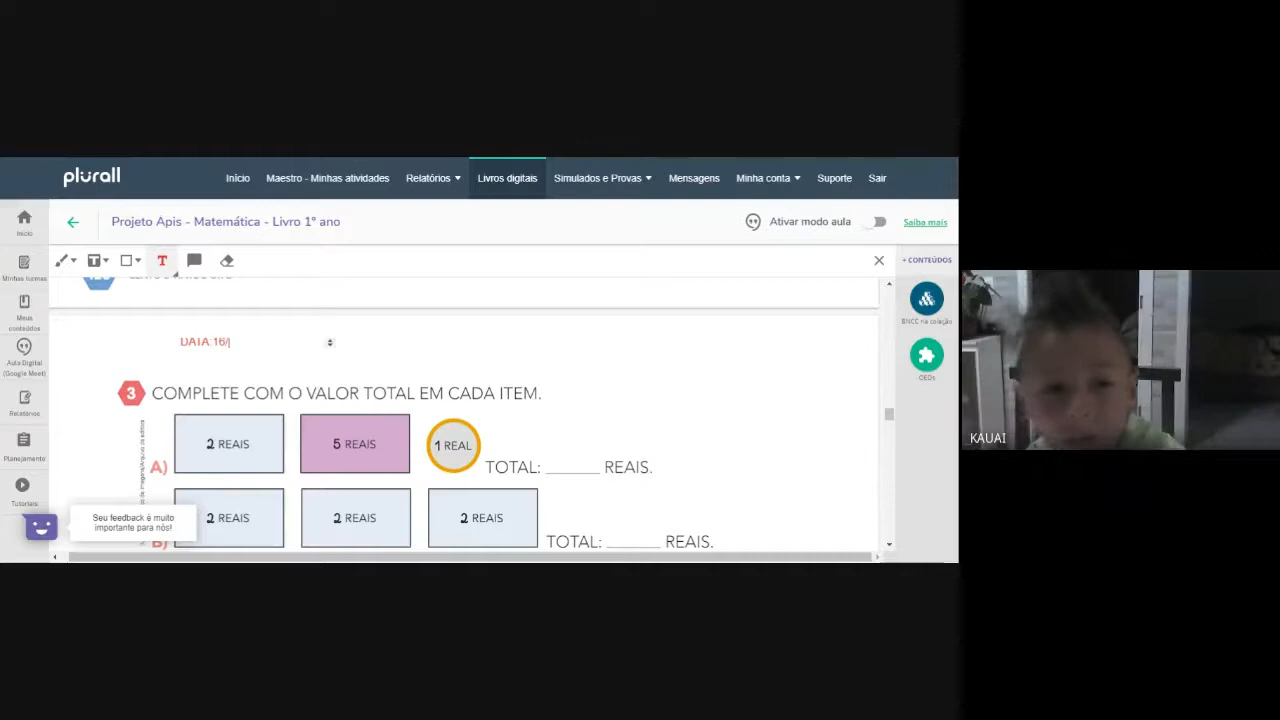 plurall
Início
Maestro - Minhas atividades
Relatórios
Livros digitais
Simulados e Provas
Mensagens
Minha conta
Suporte
Sair
Projeto Apis - Matemática - Livro 1º ano
Ativar modo aula
Saiba mais
Início
Minhas turmas
Meus
conteúdos
Aula Digital
(Google Meet)
Relatórios
Planejamento
Tutoriais
T
+ CONTEÚDOS
BNCC na coleção
CEDs
DATA:16/
3 COMPLETE COM O VALOR TOTAL EM CADA ITEM.
A) 2 REAIS 5 REAIS 1 REAL TOTAL: ______ REAIS.
B) 2 REAIS 2 REAIS 2 REAIS TOTAL: ______ REAIS.
Seu feedback é muito
importante para nós!
KAUAI